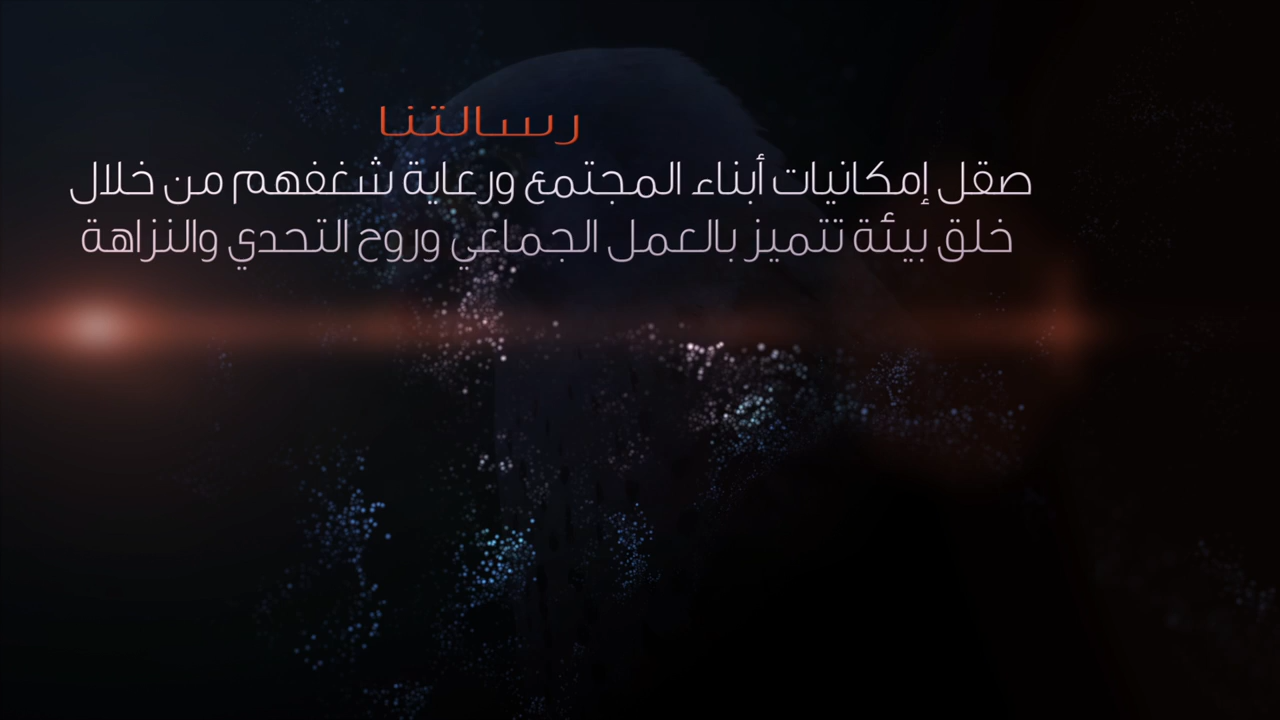 رسالتنا
صقل إمكانيات أبناء المجتمع ورعاية شغفهم من خلال
خلق بيئة تتميز بالعمل الجماعي وروح التحدي والنزاهة